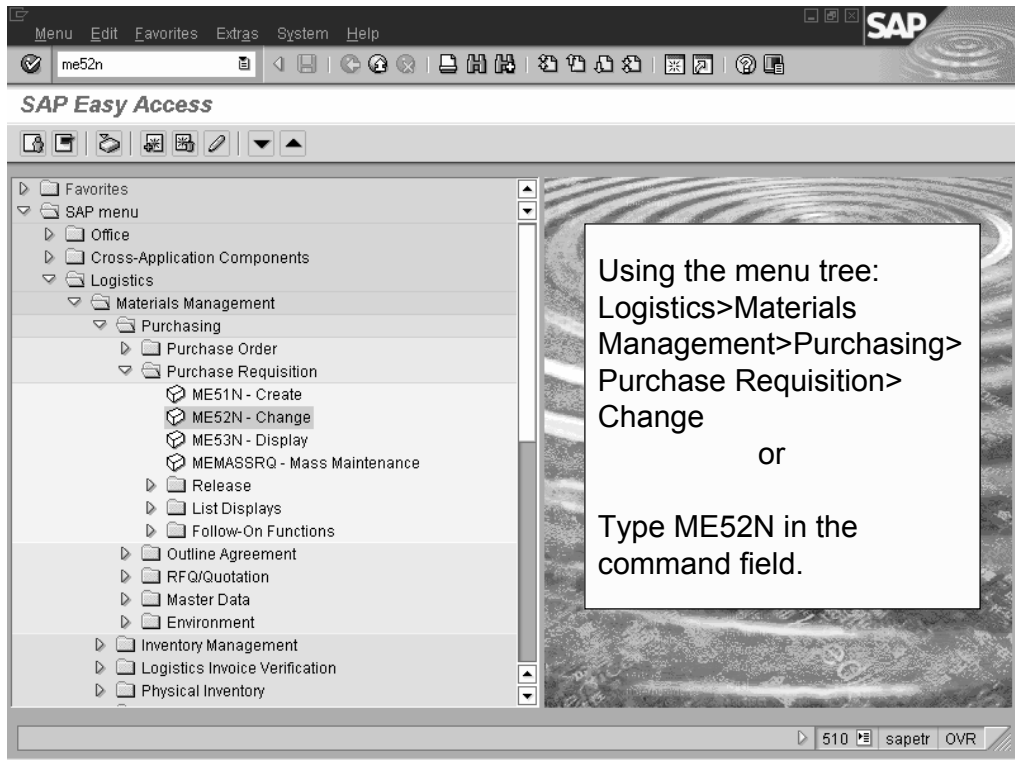 Menu Edit Favorites Extras System Help
SAP
me52n
SAP Easy Access
Favorites
SAP menu
Office
Cross-Application Components
Logistics
Materials Management
Purchasing
Purchase Order
Purchase Requisition
ME51N - Create
ME52N - Change
ME53N - Display
MEMASSRQ - Mass Maintenance
Release
List Displays
Follow-On Functions
Outline Agreement
RFQ/Quotation
Master Data
Environment
Inventory Management
Logistics Invoice Verification
Physical Inventory
Using the menu tree:
Logistics>Materials
Management>Purchasing>
Purchase Requisition>
Change
or
Type ME52N in the
command field.
510 sapetr OVR